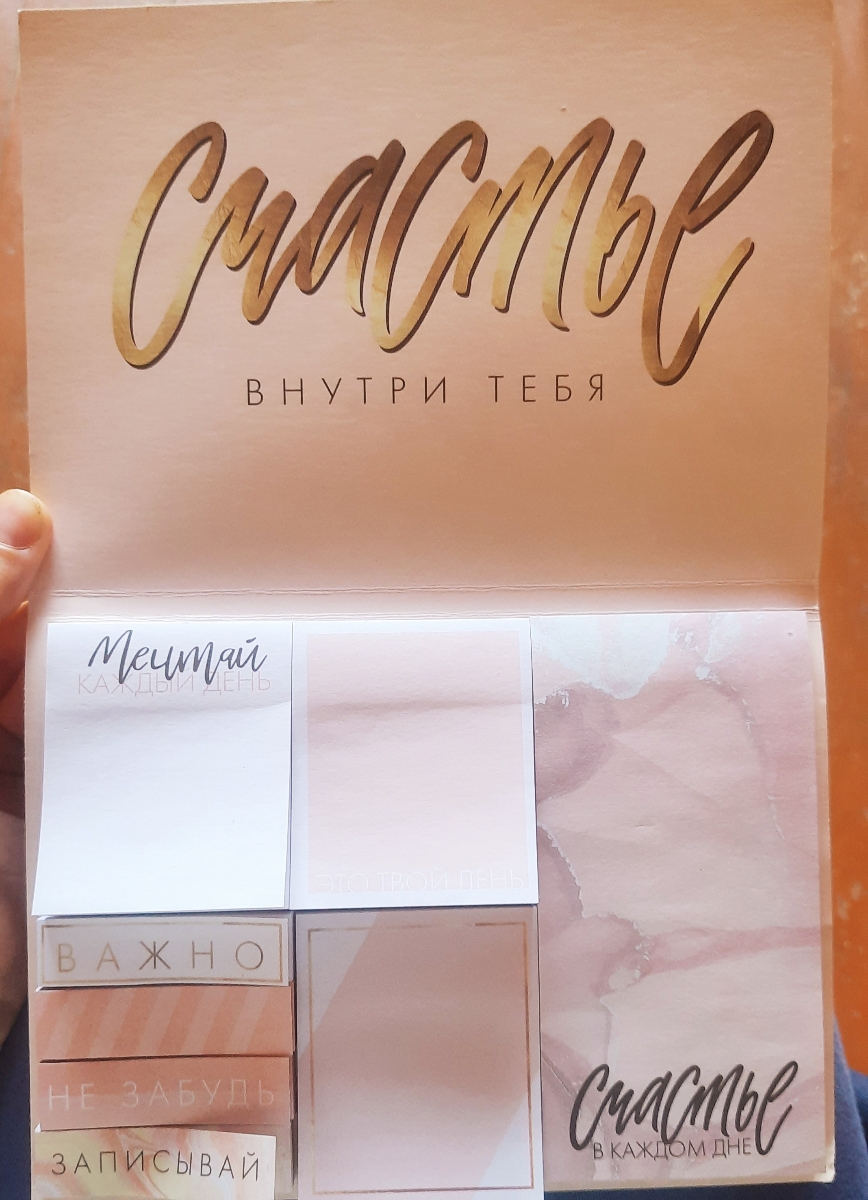 Счастье
ВНУТРИ ТЕБЯ
Мечтай
КАЖДЫЙ ДЕНЬ
ЭТО ТВОЙ ДЕНЬ
ВАЖНО
НЕ ЗАБУДЬ
ЗАПИСЫВАЙ
Счастье
В КАЖДОМ ДНЕ